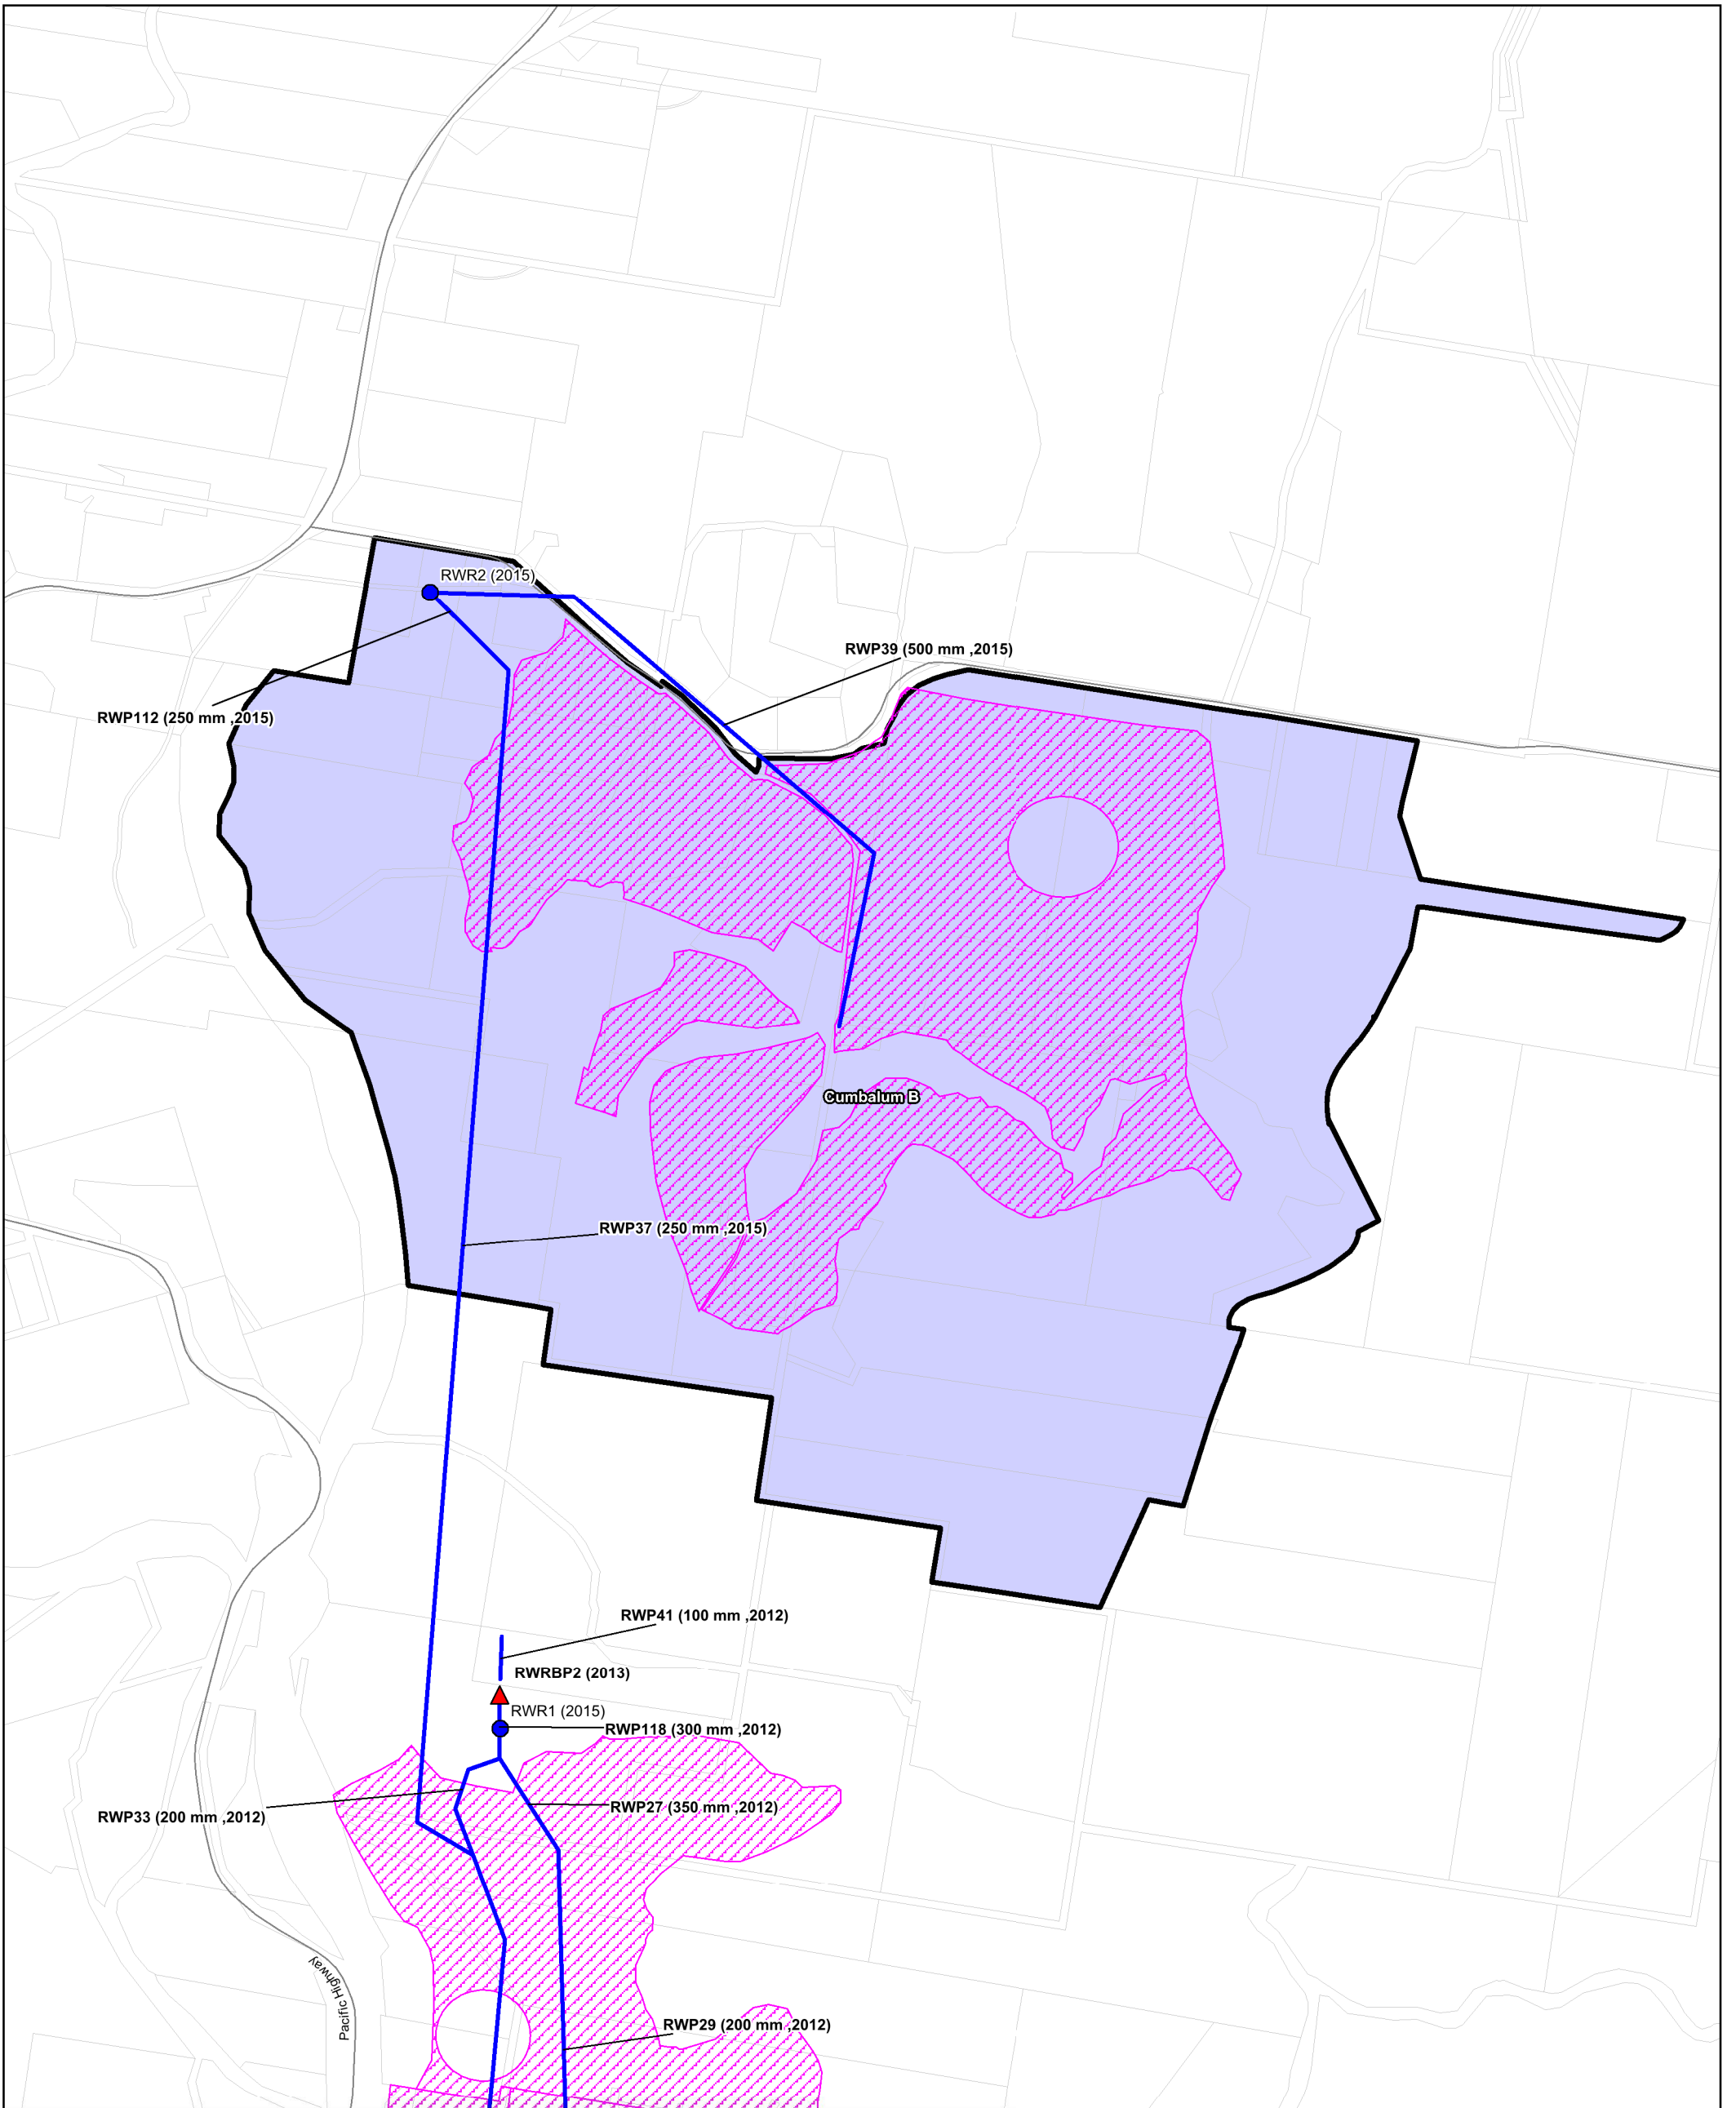 RWR2 (2015)
RWP39 (500 mm ,2015)
RWP112 (250 mm ,2015)
Cumbalum B
RWP37 (250 mm ,2015)
RWP41 (100 mm ,2012)
RWRBP2 (2013)
RWR1 (2015)
RWP118 (300 mm ,2012)
RWP27 (350 mm ,2012)
RWP33 (200 mm ,2012)
Pacific Highway
RWP29 (200 mm ,2012)